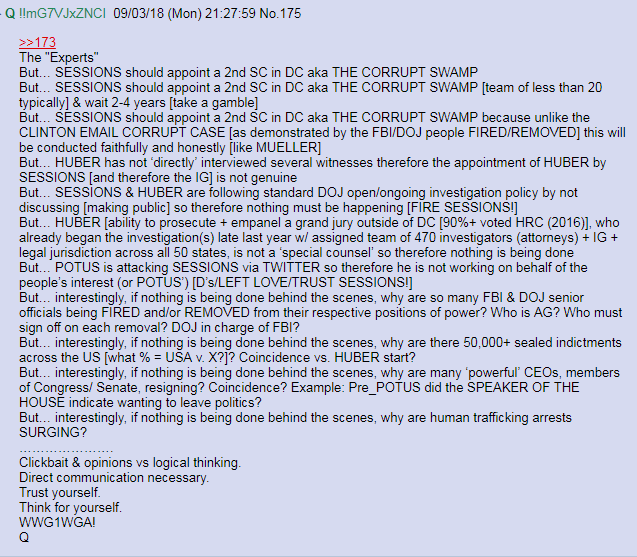 Q !!mG7VJxZNCI 09/03/18 (Mon) 21:27:59 No.175
>>173
The "Experts"
But… SESSIONS should appoint a 2nd SC in DC aka THE CORRUPT SWAMP
But… SESSIONS should appoint a 2nd SC in DC aka THE CORRUPT SWAMP [team of less than 20
typically] & wait 2-4 years [take a gamble]
But… SESSIONS should appoint a 2nd SC in DC aka THE CORRUPT SWAMP because unlike the
CLINTON EMAIL CORRUPT CASE [as demonstrated by the FBI/DOJ people FIRED/REMOVED] this will
be conducted faithfully and honestly [like MUELLER]
But… HUBER has not ‘directly’ interviewed several witnesses therefore the appointment of HUBER by
SESSIONS [and therefore the IG] is not genuine
But… SESSIONS & HUBER are following standard DOJ open/ongoing investigation policy by not
discussing [making public] so therefore nothing must be happening [FIRE SESSIONS!]
But… HUBER [ability to prosecute + empanel a grand jury outside of DC [90%+ voted HRC (2016)], who
already began the investigation(s) late last year w/ assigned team of 470 investigators (attorneys) + IG +
legal jurisdiction across all 50 states, is not a ‘special counsel’ so therefore nothing is being done
But… POTUS is attacking SESSIONS via TWITTER so therefore he is not working on behalf of the
people’s interest (or POTUS’) [D’s/LEFT LOVE/TRUST SESSIONS!]
But… interestingly, if nothing is being done behind the scenes, why are so many FBI & DOJ senior
officials being FIRED and/or REMOVED from their respective positions of power? Who is AG? Who must
sign off on each removal? DOJ in charge of FBI?
But… interestingly, if nothing is being done behind the scenes, why are there 50,000+ sealed indictments
across the US [what % = USA v. X?]? Coincidence vs. HUBER start?
But… interestingly, if nothing is being done behind the scenes, why are many ‘powerful’ CEOs, members
of Congress/ Senate, resigning? Coincidence? Example: Pre_POTUS did the SPEAKER OF THE
HOUSE indicate wanting to leave politics?
But… interestingly, if nothing is being done behind the scenes, why are human trafficking arrests
SURGING?
………………….
Clickbait & opinions vs logical thinking.
Direct communication necessary.
Trust yourself.
Think for yourself.
WWG1WGA!
Q